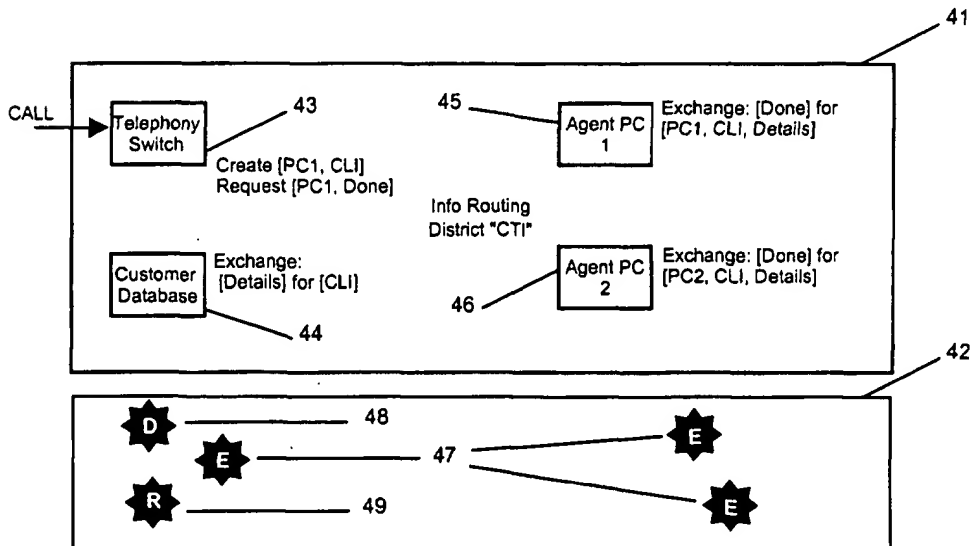 41
CALL
Telephony
Switch
43
Create [PC1, CLI]
Request [PC1, Done]
45
Agent PC
1
Exchange: [Done] for
[PC1, CLI, Details]
Info Routing
District "CTI"
Customer
Database
Exchange:
[Details] for [CLI]
44
46
Agent PC
2
Exchange: [Done] for
[PC2, CLI, Details]
42
D
48
E
47
E
R
49
E